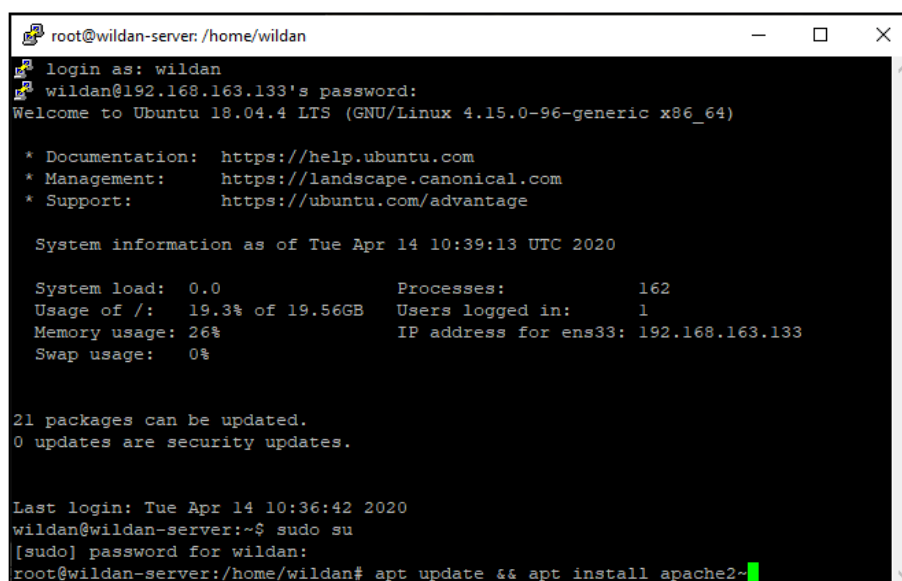 root@wildan-server: /home/wildan
login as: wildan
wildan@192.168.163.133's password:
Welcome to Ubuntu 18.04.4 LTS (GNU/Linux 4.15.0-96-generic x86_64)
* Documentation:  https://help.ubuntu.com
* Management:     https://landscape.canonical.com
* Support:        https://ubuntu.com/advantage
System information as of Tue Apr 14 10:39:13 UTC 2020
System load:  0.0                Processes:             162
Usage of /:   19.3% of 19.56GB   Users logged in:       1
Memory usage: 26%                IP address for ens33: 192.168.163.133
Swap usage:   0%
21 packages can be updated.
0 updates are security updates.
Last login: Tue Apr 14 10:36:42 2020
wildan@wildan-server:~$ sudo su
[sudo] password for wildan:
root@wildan-server:/home/wildan# apt update && apt install apache2~